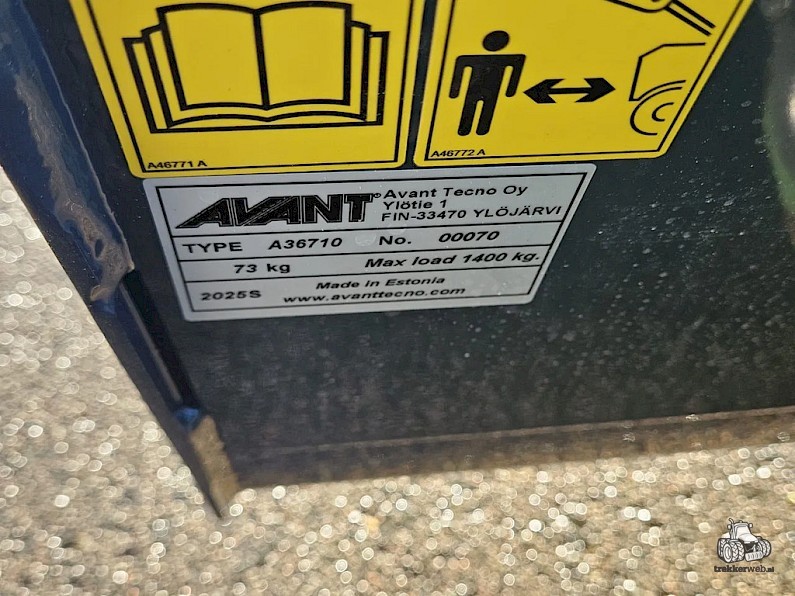 A46771 A
A46772 A
AVANT® Avant Tecno Oy
Ylötie 1
FIN-33470 YLÖJÄRVI
TYPE A36710 No. 00070
73 kg Max load 1400 kg.
2025S Made in Estonia
www.avanttecno.com
trekkerweb.nl